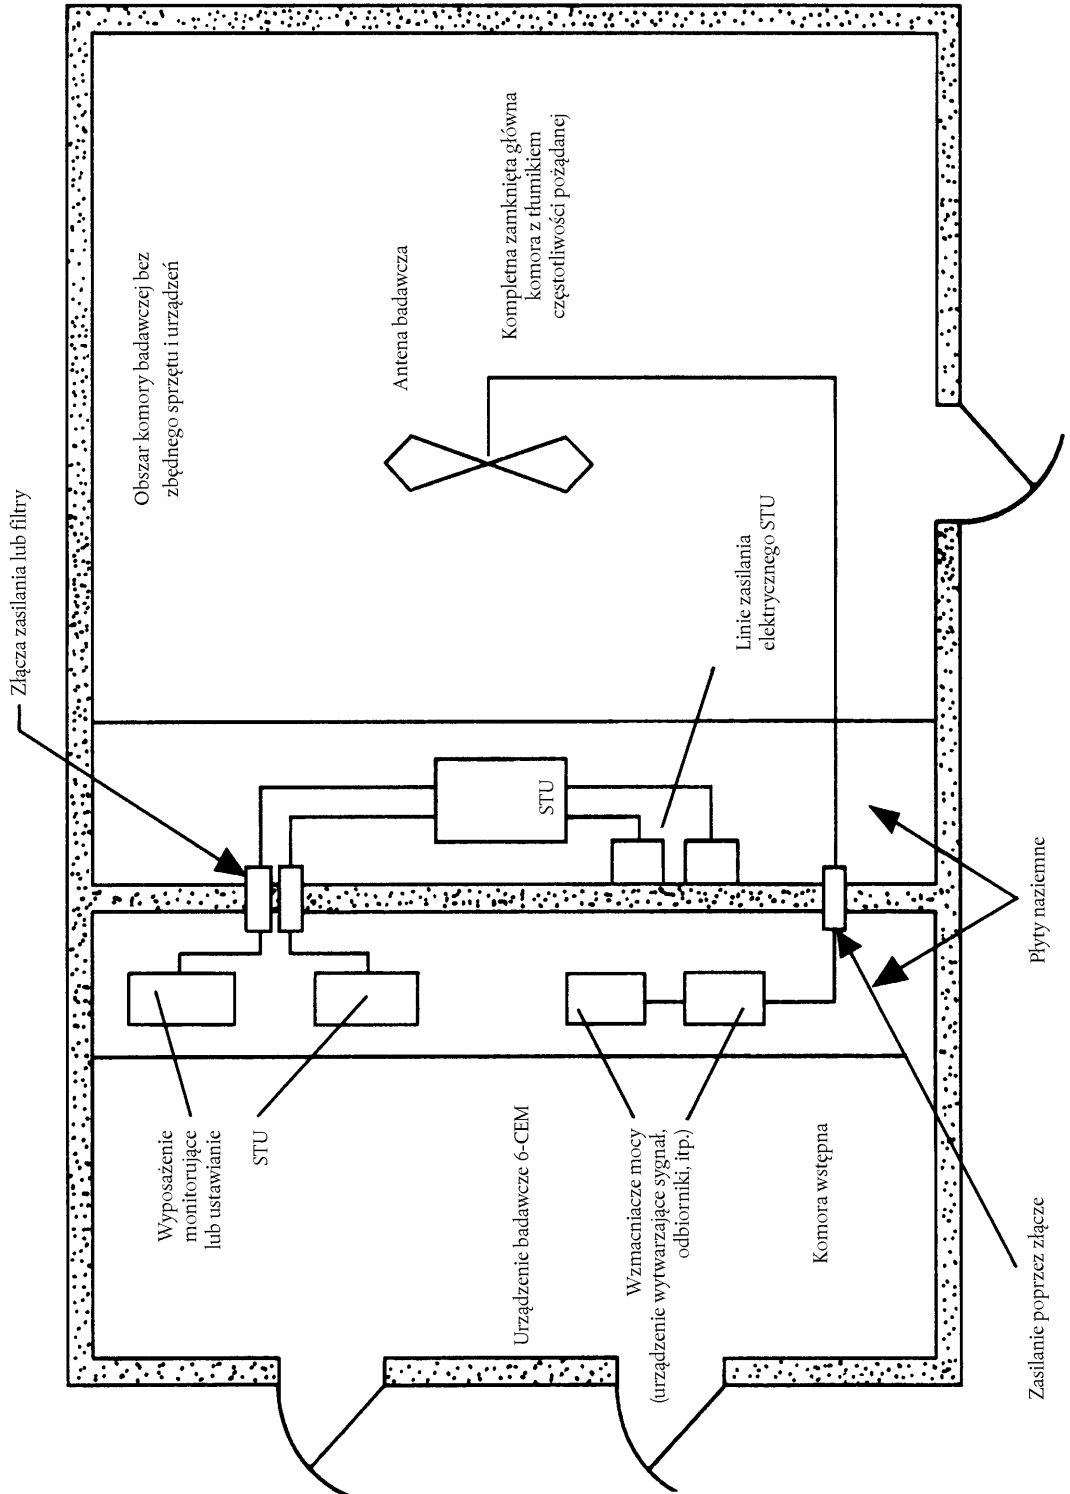 Złącza zasilania lub filtry
Obszar komory badawczej bez
zbędnego sprzętu i urządzeń
Antena badawcza
Kompletna zamknięta główna
komora z tłumikiem
częstotliwości pożądanej
Linie zasilania
elektrycznego STU
STU
Płyty naziemne
Wyposażenie
monitorujące
lub ustawianie
STU
Urządzenie badawcze 6-CEM
Wzmacniacze mocy
(urządzenie wytwarzające sygnał,
odbiorniki, itp.)
Komora wstępna
Zasilanie poprzez złącze